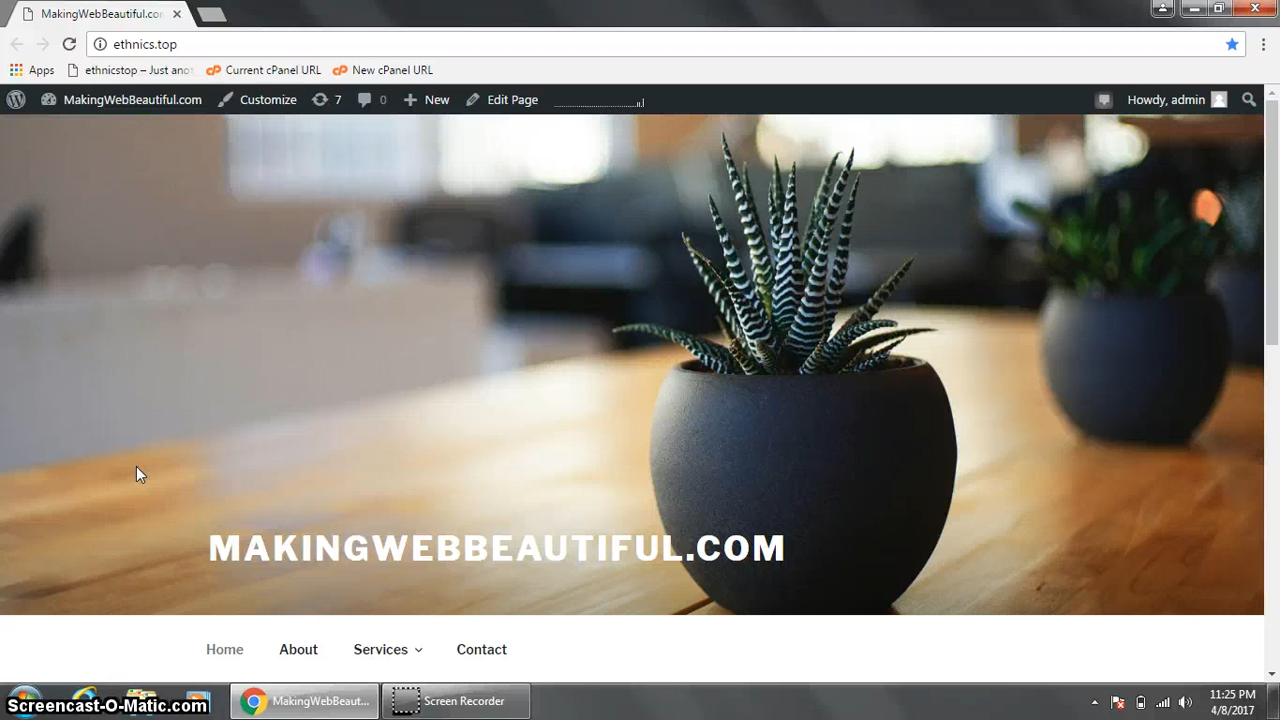 MakingWebBeautiful.con
ethnics.top
Apps ethnicstop – Just ano Current cPanel URL New cPanel URL
MakingWebBeautiful.com Customize 7 0 New Edit Page Howdy, admin
MAKINGWEBBEAUTIFUL.COM
Home About Services Contact
MakingWebBeaut... Screen Recorder 11:25 PM
Screencast-O-Matic.com 4/8/2017